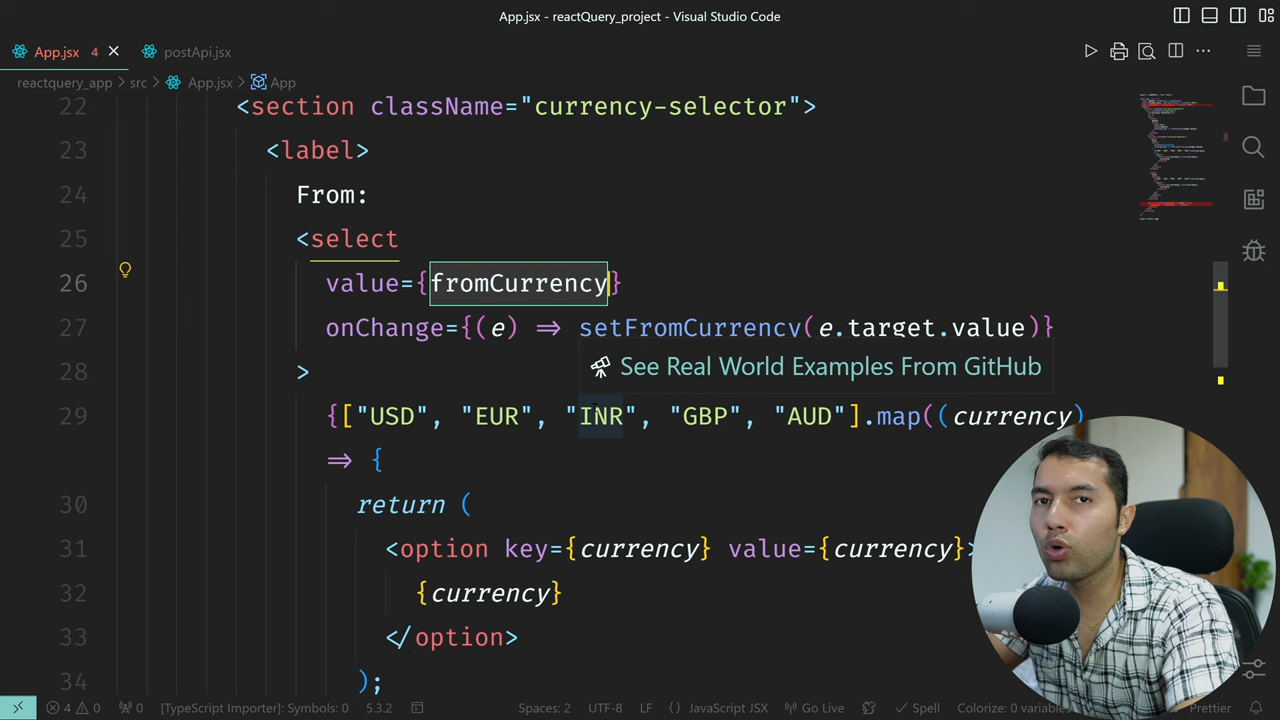 App.jsx - reactQuery_project - Visual Studio Code
App.jsx 4 postApi.jsx
reactquery_app > src > App.jsx > App
22 <section className="currency-selector">
23 <label>
24 From:
25 <select
26 value={fromCurrency}
27 onChange={(e) => setFromCurrency(e.target.value)}
See Real World Examples From GitHub
28 >
29 {["USD", "EUR", "INR", "GBP", "AUD"].map((currency)
=> {
30 return (
31 <option key={currency} value={currency}>
32 {currency}
33 </option>
34 );
4 0 0 [TypeScript Importer]: Symbols: 0 5.3.2 Spaces: 2 UTF-8 LF {} JavaScript JSX Go Live Spell Colorize: 0 variables Prettier